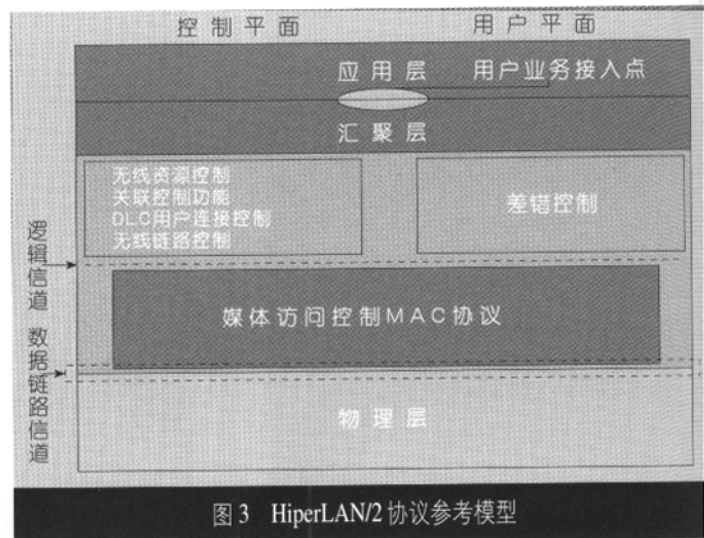 控制平面 用户平面
应用层 用户业务接入点
汇聚层
无线资源控制
关联控制功能
DLC用户连接控制
无线链路控制
差错控制
逻辑信道
媒体访问控制MAC协议
数据链路信道
物理层
图3 HiperLAN/2协议参考模型